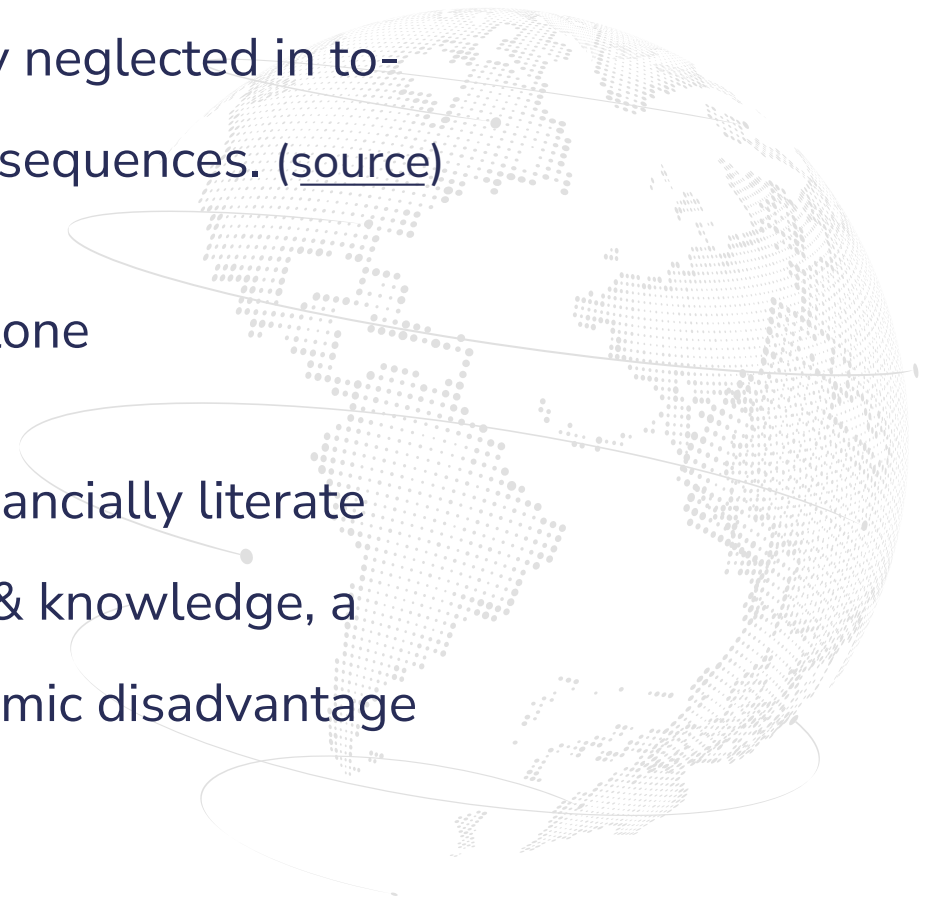 neglected in to-
sequences. (source)
one
ancially literate
& knowledge, a
mic disadvantage